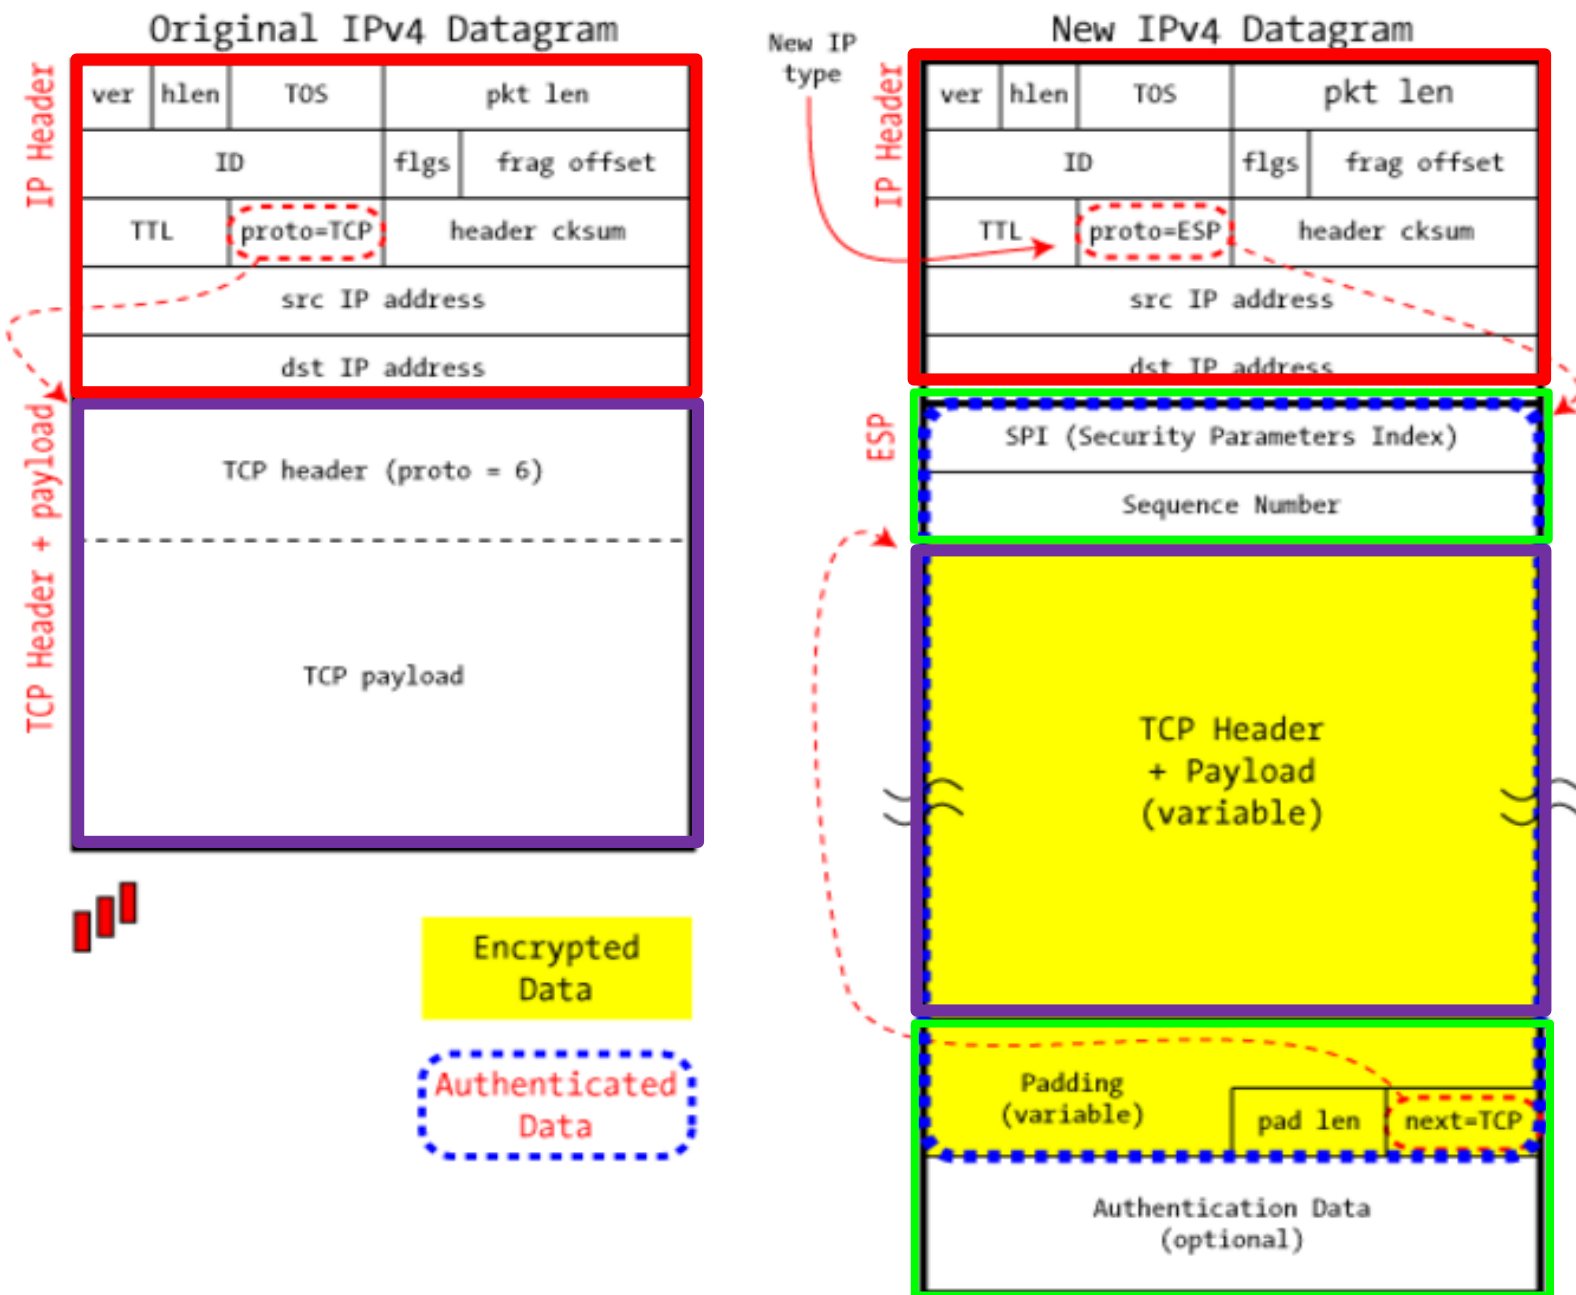 Original IPv4 Datagram
IP Header
ver hlen TOS pkt len
ID flgs frag offset
TTL proto=TCP header cksum
src IP address
dst IP address
TCP Header + payload
TCP header (proto = 6)
TCP payload
Encrypted
Data
Authenticated
Data
New IP
type
New IPv4 Datagram
IP Header
ver hlen TOS pkt len
ID flgs frag offset
TTL proto=ESP header cksum
src IP address
dst IP address
ESP
SPI (Security Parameters Index)
Sequence Number
TCP Header
+ Payload
(variable)
Padding
(variable)
pad len next=TCP
Authentication Data
(optional)